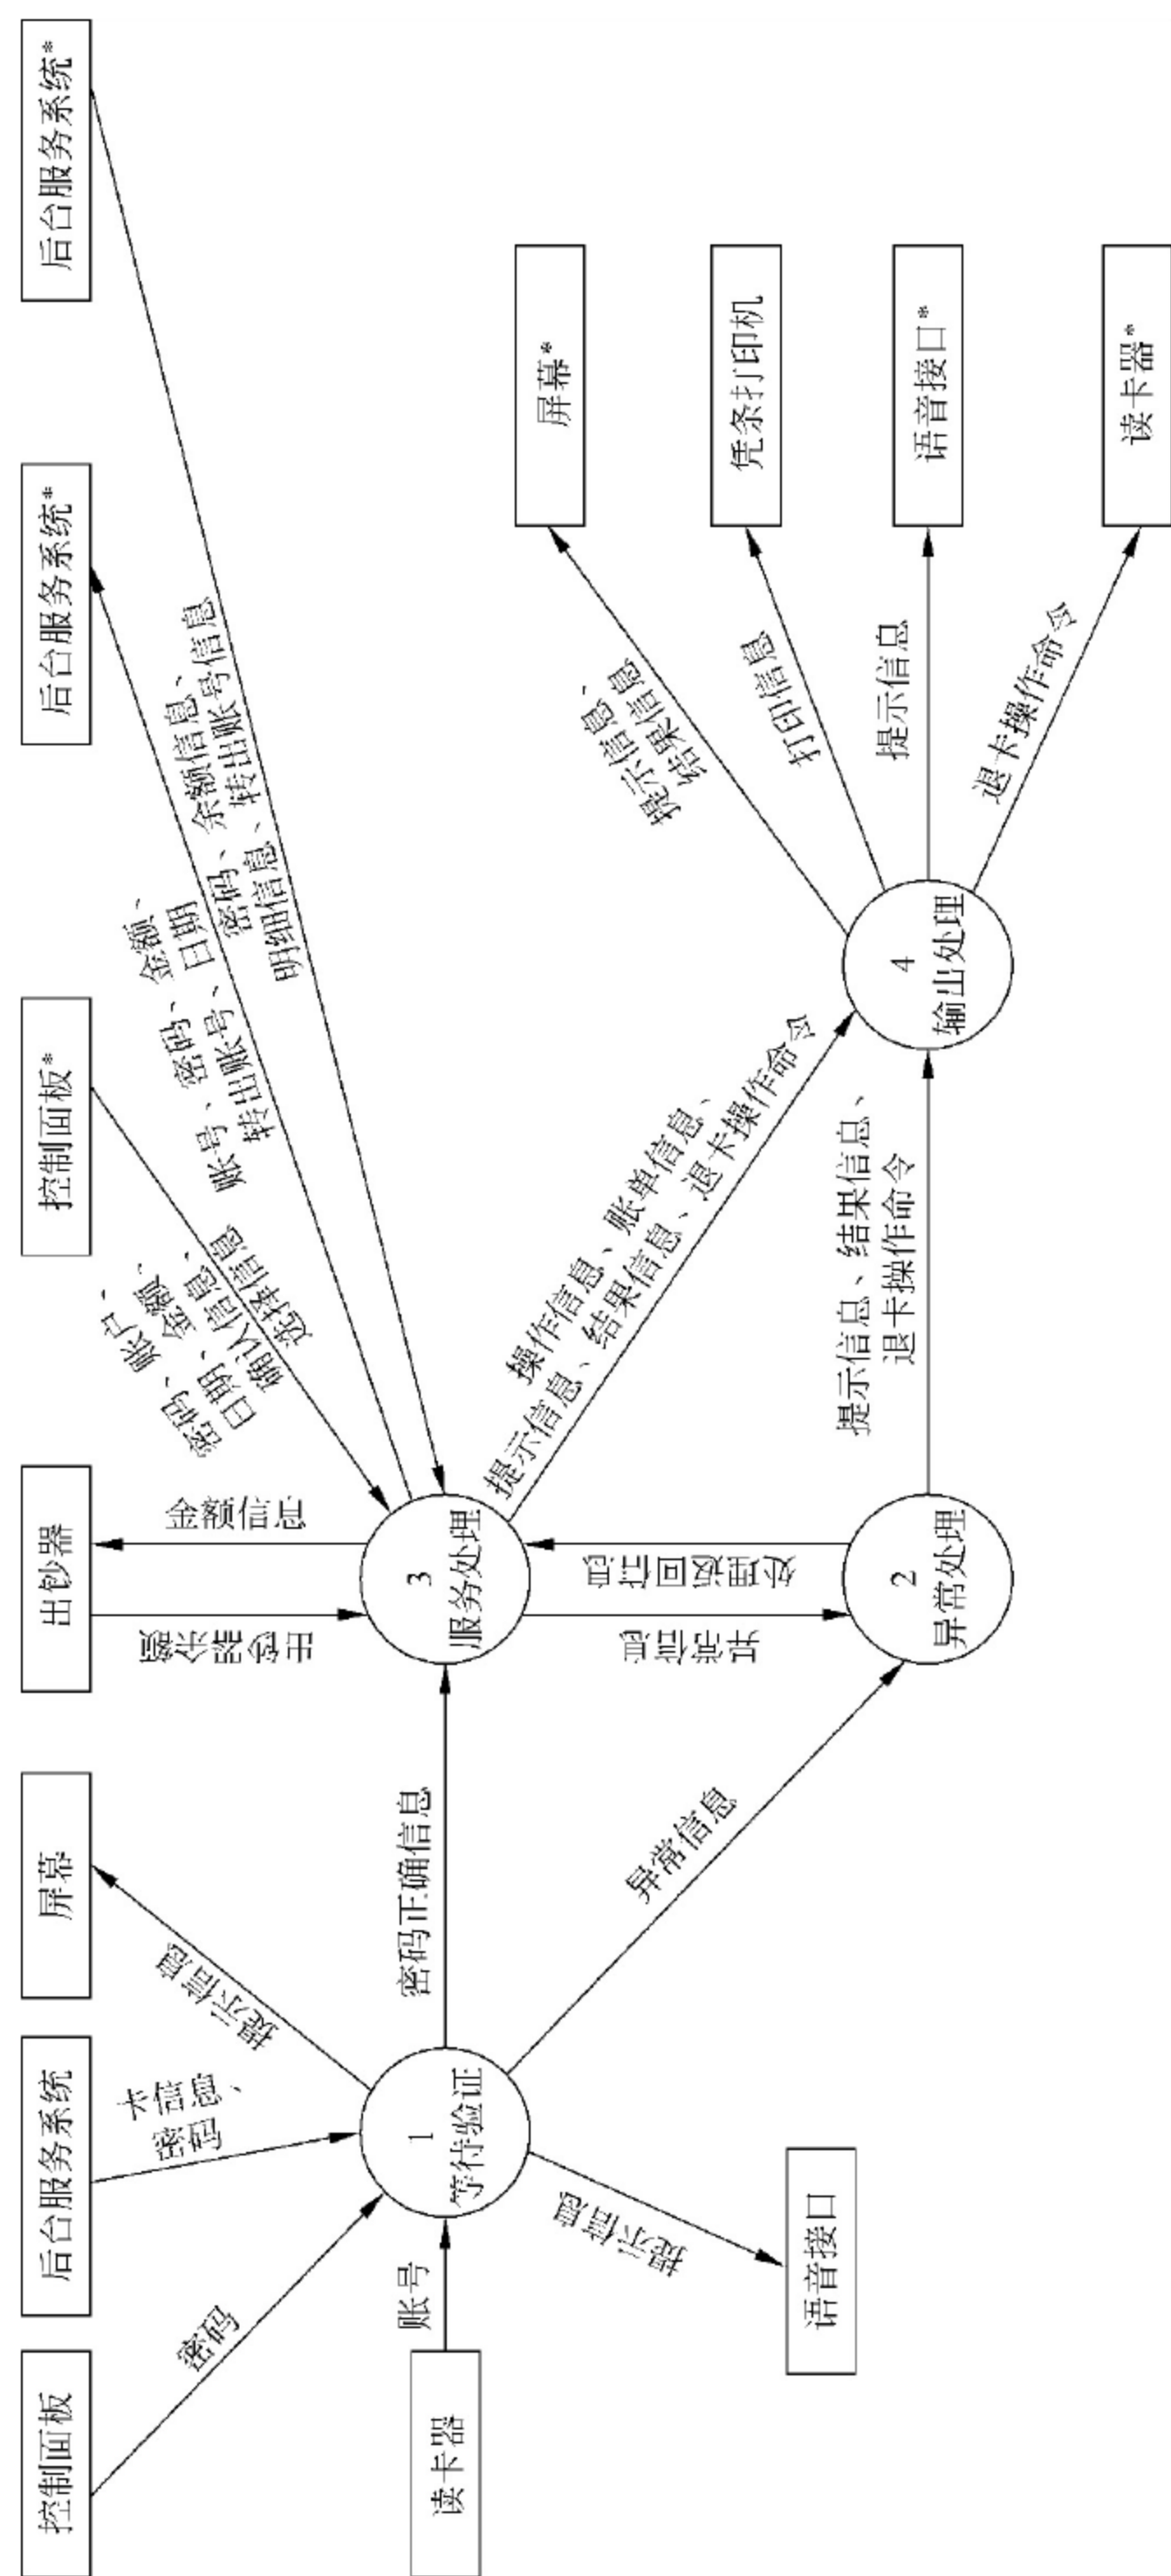 控制面板
后台服务系统
屏幕
出钞器
控制面板*
后台服务系统*
后台服务系统*
密码
卡信息、
密码
提示信息
出钞器余额
金额信息
密码、账户、
日期、金额、
确认信息、
选择信息
账号、密码、金额、
转出账号、日期
密码、余额信息、
明细信息、转出账号信息
读卡器
账号
1
等待验证
密码正确信息
3
服务处理
提示信息
语音接口
异常信息
异常信息
处理返回信息
2
异常处理
操作信息、账单信息、
提示信息、结果信息、退卡操作命令
提示信息、结果信息、
退卡操作命令
4
输出处理
提示信息、
结果信息
打印信息
提示信息
退卡操作命令
屏幕*
凭条打印机
语音接口*
读卡器*